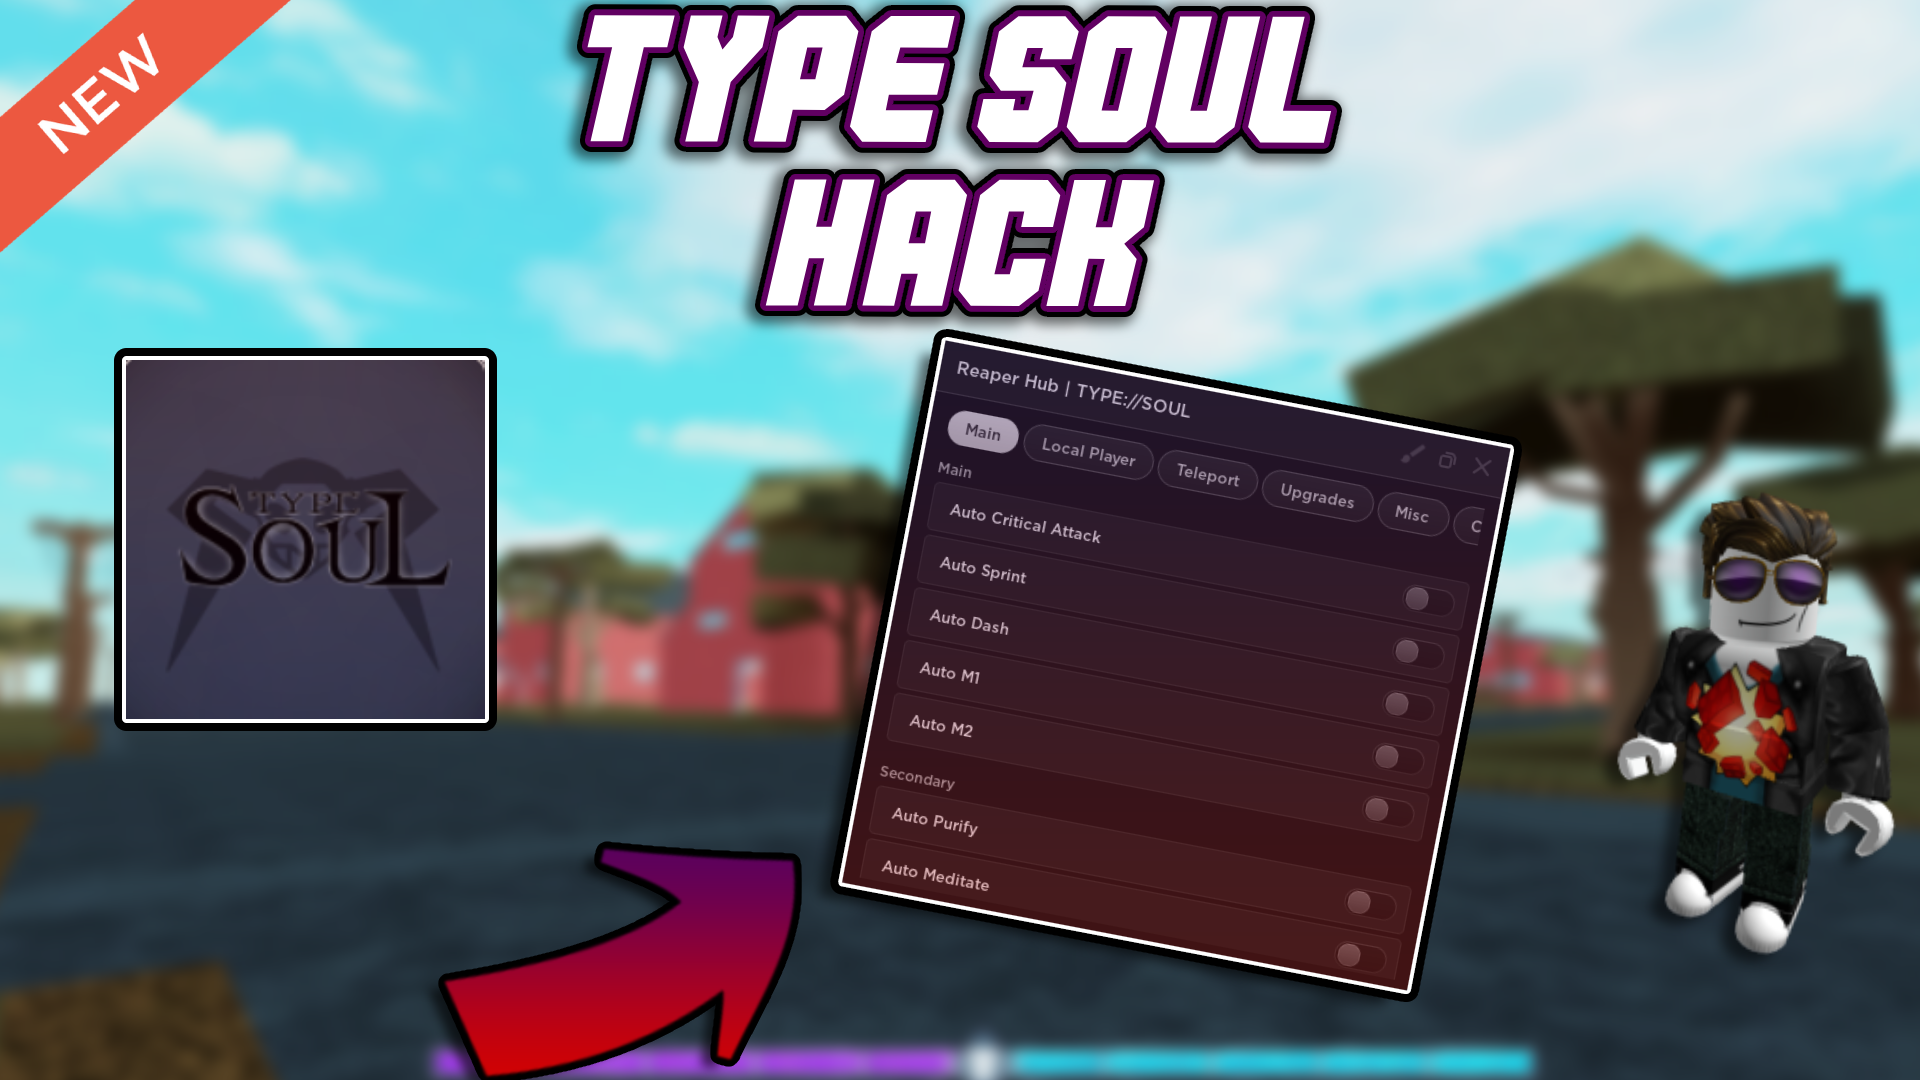 NEW
TYPE SOUL
HACK
TYPE
SOUL
Reaper Hub | TYPE://SOUL
Main
Local Player
Teleport
Upgrades
Misc
Main
Auto Critical Attack
Auto Sprint
Auto Dash
Auto M1
Auto M2
Secondary
Auto Purify
Auto Meditate